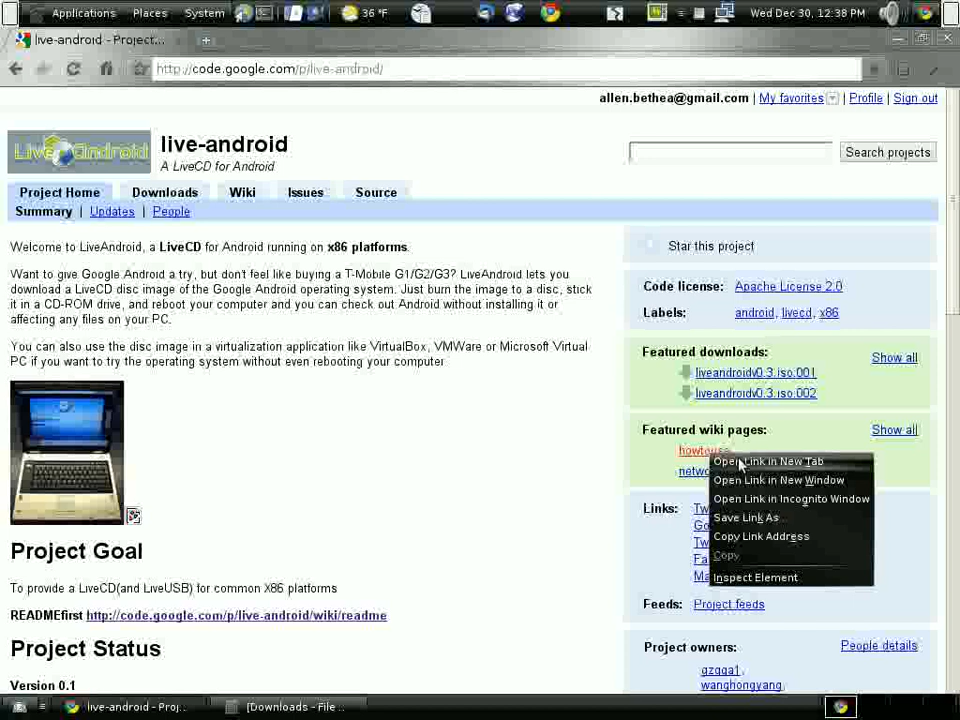 Applications Places System 36 °F Wed Dec 30, 12:38 PM
live-android - Project...
http://code.google.com/p/live-android/
allen.bethea@gmail.com | My favorites | Profile | Sign out
LiveAndroid
live-android
A LiveCD for Android
Search projects
Project Home Downloads Wiki Issues Source
Summary | Updates | People
Welcome to LiveAndroid, a LiveCD for Android running on x86 platforms.
Want to give Google Android a try, but don't feel like buying a T-Mobile G1/G2/G3? LiveAndroid lets you
download a LiveCD disc image of the Google Android operating system. Just burn the image to a disc, stick
it in a CD-ROM drive, and reboot your computer and you can check out Android without installing it or
affecting any files on your PC.
You can also use the disc image in a virtualization application like VirtualBox, VMWare or Microsoft Virtual
PC if you want to try the operating system without even rebooting your computer
Project Goal
To provide a LiveCD(and LiveUSB) for common X86 platforms
READMEfirst http://code.google.com/p/live-android/wiki/readme
Project Status
Version 0.1
Star this project
Code license: Apache License 2.0
Labels: android, livecd, x86
Featured downloads: Show all
liveandroidv0.3.iso.001
liveandroidv0.3.iso.002
Featured wiki pages: Show all
howtouse
netwo
Links: Tw
Go
Tw
Fa
Ma
Open Link in New Tab
Open Link in New Window
Open Link in Incognito Window
Save Link As
Copy Link Address
Copy
Inspect Element
Feeds: Project feeds
Project owners: People details
qzqqa1,
wanghongyang,
live-android - Proj... [Downloads - File ...